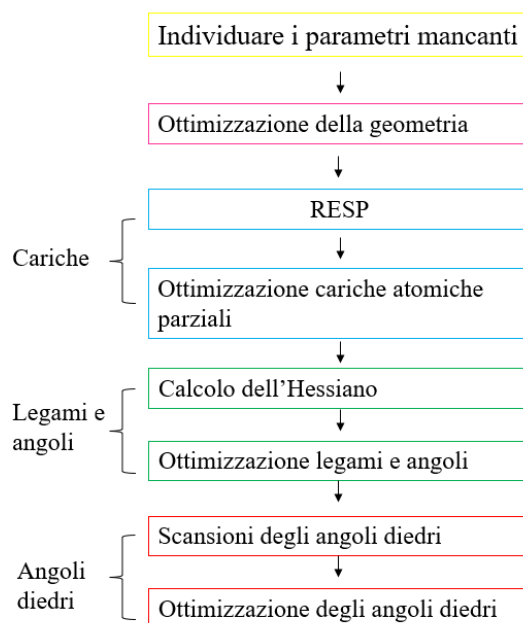 Individuare i parametri mancanti
Ottimizzazione della geometria
RESP
Cariche
Ottimizzazione cariche atomiche
parziali
Calcolo dell'Hessiano
Legami e
angoli
Ottimizzazione legami e angoli
Scansioni degli angoli diedri
Angoli
diedri
Ottimizzazione degli angoli diedri